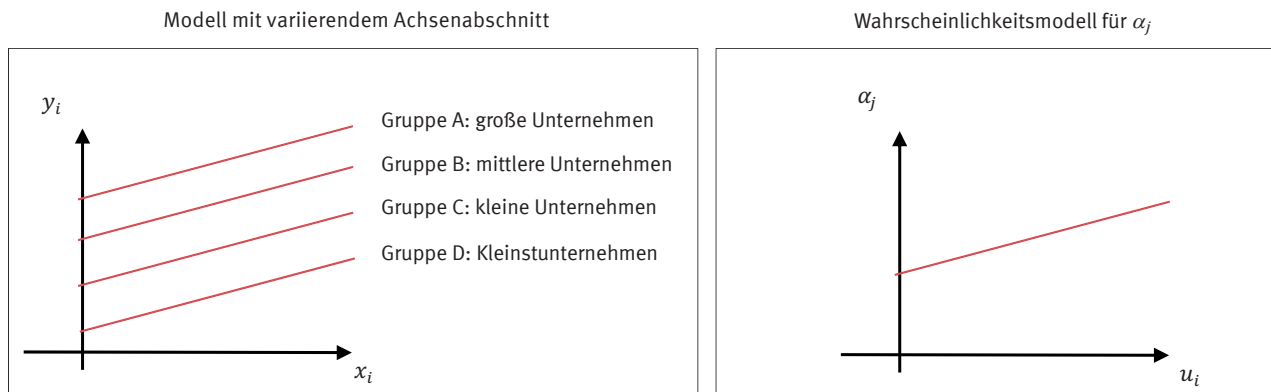 Modell mit variierendem Achsenabschnitt
Wahrscheinlichkeitsmodell für αj
yi
Gruppe A: große Unternehmen
Gruppe B: mittlere Unternehmen
Gruppe C: kleine Unternehmen
Gruppe D: Kleinstunternehmen
xi
αj
ui